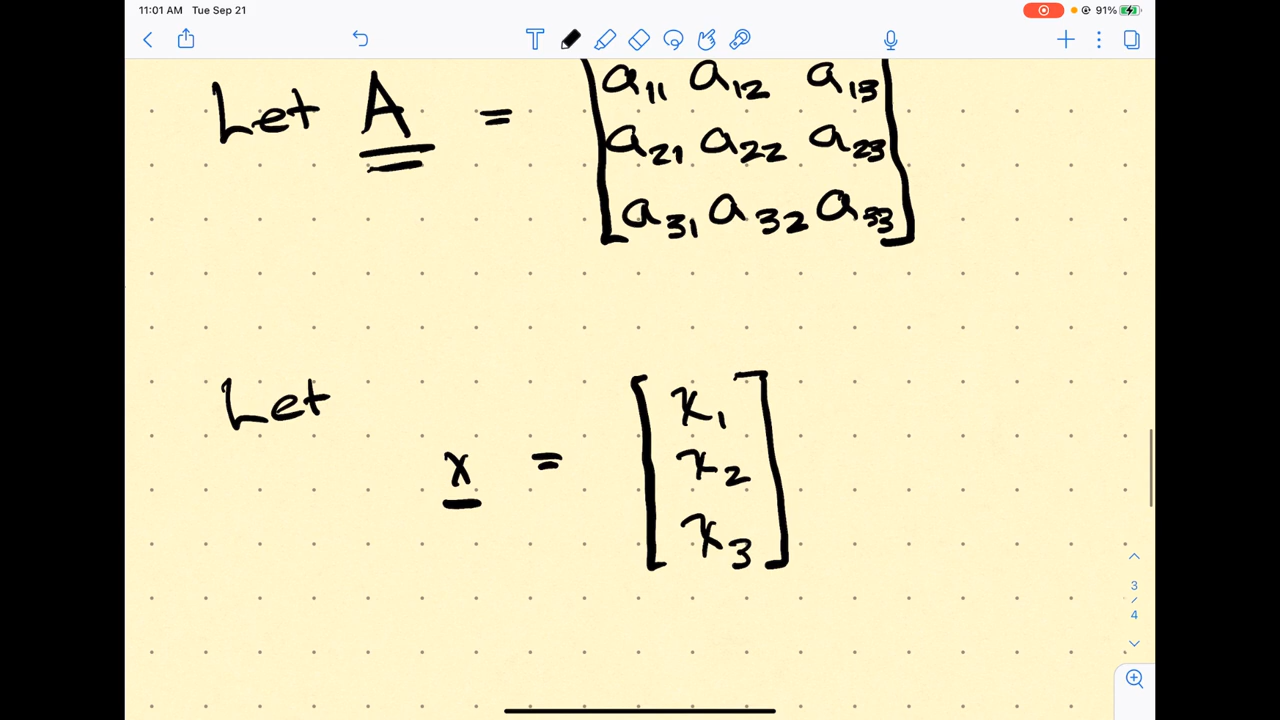 11:01 AM Tue Sep 21 91%
a11 a12 a13
Let A = a21 a22 a23
a31 a32 a33
Let
x1
x = x2
x3
3
/
4